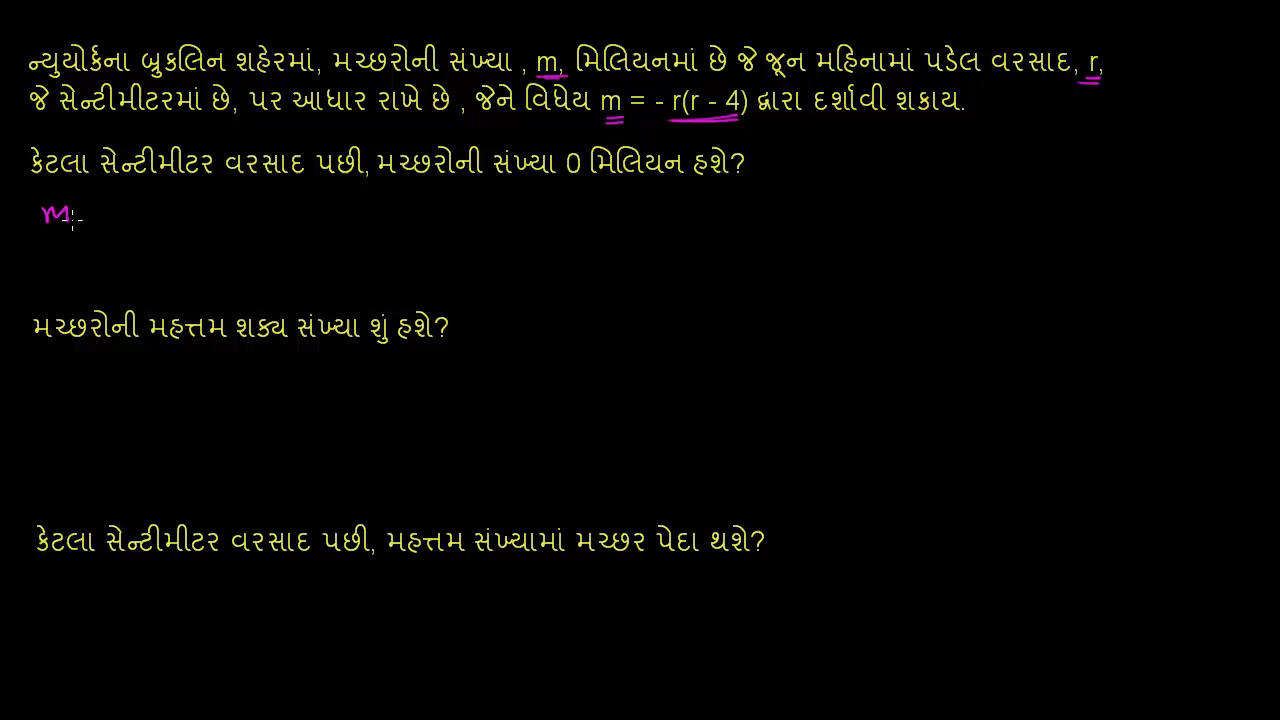 ન્યુયોર્કના બ્રુકલિન શહેરમાં, મચ્છરોની સંખ્યા , m, મિલિયનમાં છે જે જૂન મહિનામાં પડેલ વરસાદ, r,
જે સેન્ટીમીટરમાં છે, પર આધાર રાખે છે , જેને વિધેય m = - r(r - 4) દ્વારા દર્શાવી શકાય.
કેટલા સેન્ટીમીટર વરસાદ પછી, મચ્છરોની સંખ્યા 0 મિલિયન હશે?
m
મચ્છરોની મહત્તમ શક્ય સંખ્યા શું હશે?
કેટલા સેન્ટીમીટર વરસાદ પછી, મહત્તમ સંખ્યામાં મચ્છર પેદા થશે?